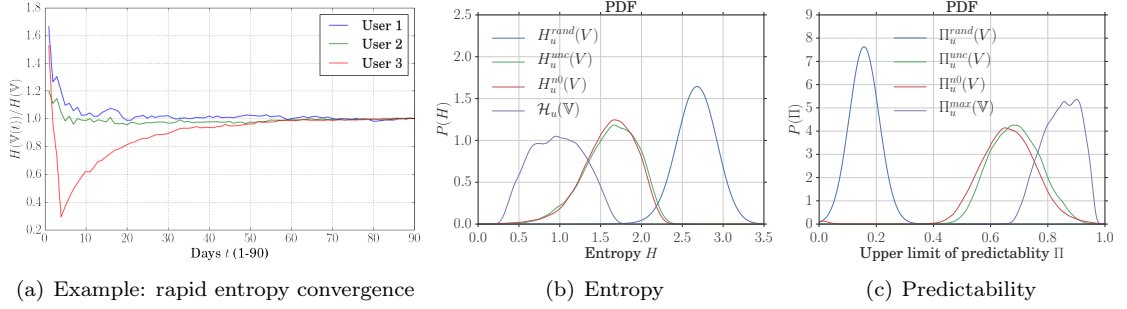 H(𝕍(t))/H(𝕍)
1.8
1.6
1.4
1.2
1.0
0.8
0.6
0.4
0.2
0 10 20 30 40 50 60 70 80 90
Days t (1-90)
User 1
User 2
User 3
(a) Example: rapid entropy convergence
PDF
P(H)
2.5
2.0
1.5
1.0
0.5
0.0
0.0 0.5 1.0 1.5 2.0 2.5 3.0 3.5
Entropy H
H_u^{rand}(V)
H_u^{unc}(V)
H_u^{n0}(V)
ℋ_u(𝕍)
(b) Entropy
PDF
P(Π)
9
8
7
6
5
4
3
2
1
0
0.0 0.2 0.4 0.6 0.8 1.0
Upper limit of predictablity Π
Π_u^{rand}(V)
Π_u^{unc}(V)
Π_u^{n0}(V)
Π_u^{max}(𝕍)
(c) Predictability